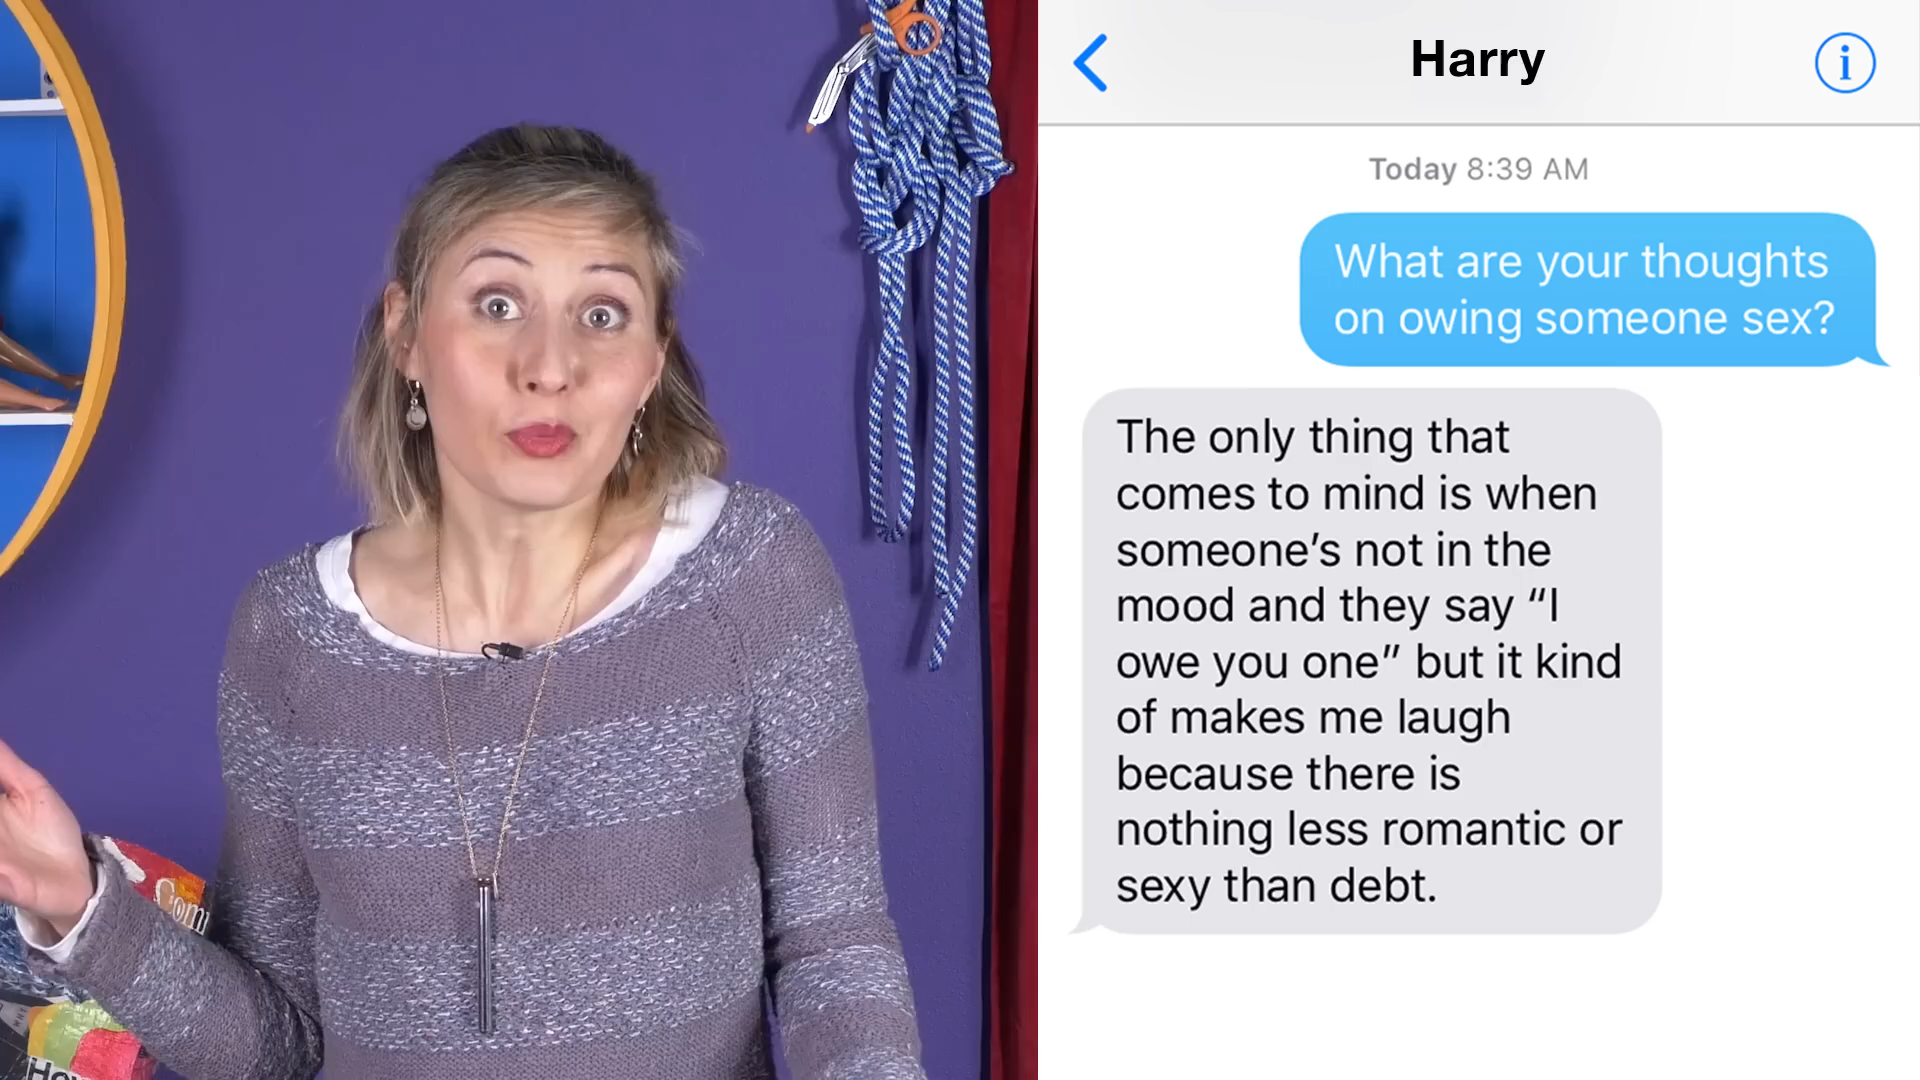 Harry
i
Today 8:39 AM
What are your thoughts
on owing someone sex?
The only thing that
comes to mind is when
someone’s not in the
mood and they say “I
owe you one” but it kind
of makes me laugh
because there is
nothing less romantic or
sexy than debt.